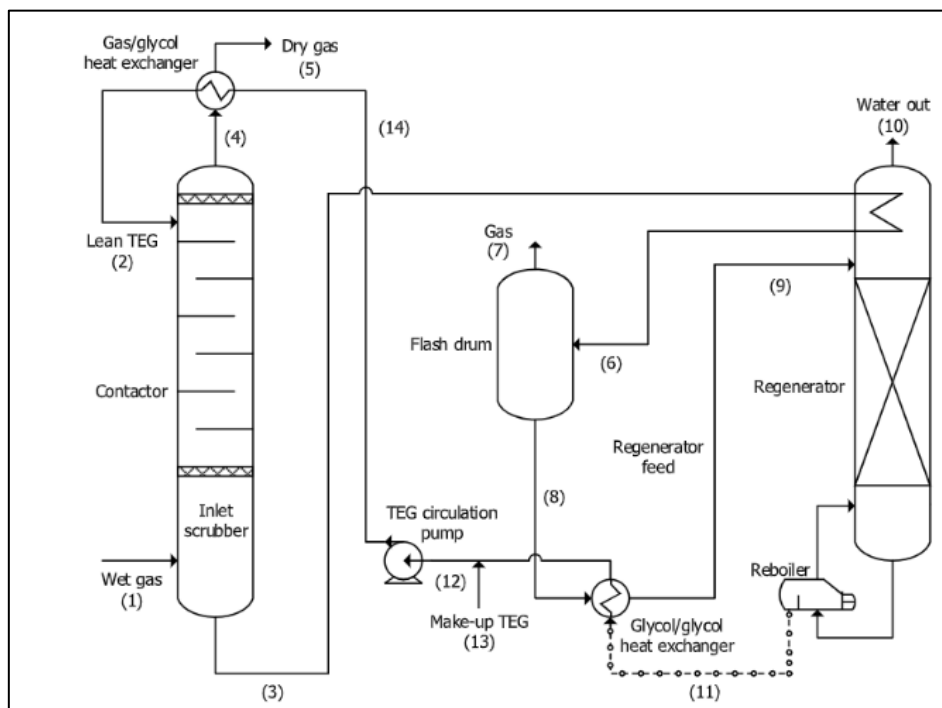 Gas/glycol
heat exchanger
Dry gas
(5)
Water out
(10)
(4)
(14)
Lean TEG
(2)
Gas
(7)
(9)
Flash drum
(6)
Contactor
Regenerator
Regenerator
feed
(8)
Inlet
scrubber
TEG circulation
pump
Wet gas
(1)
(12)
Reboiler
Make-up TEG
(13)
Glycol/glycol
heat exchanger
(3)
(11)